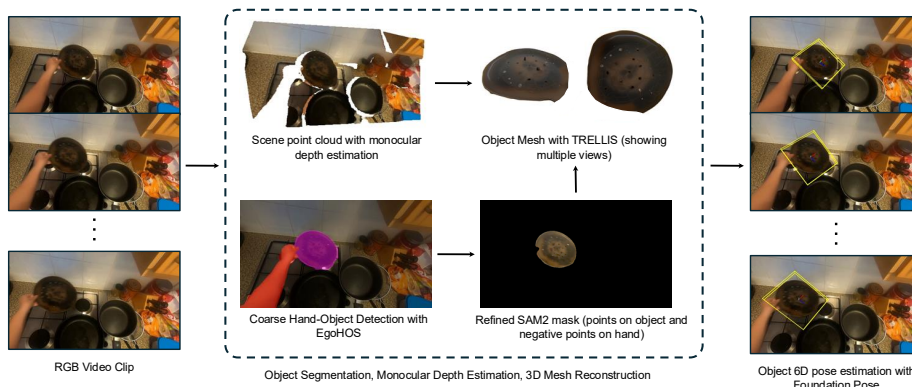 Scene point cloud with monocular
depth estimation
Object Mesh with TRELLIS (showing
multiple views)
Coarse Hand-Object Detection with
EgoHOS
Refined SAM2 mask (points on object and
negative points on hand)
RGB Video Clip
Object Segmentation, Monocular Depth Estimation, 3D Mesh Reconstruction
Object 6D pose estimation with
Foundation Pose